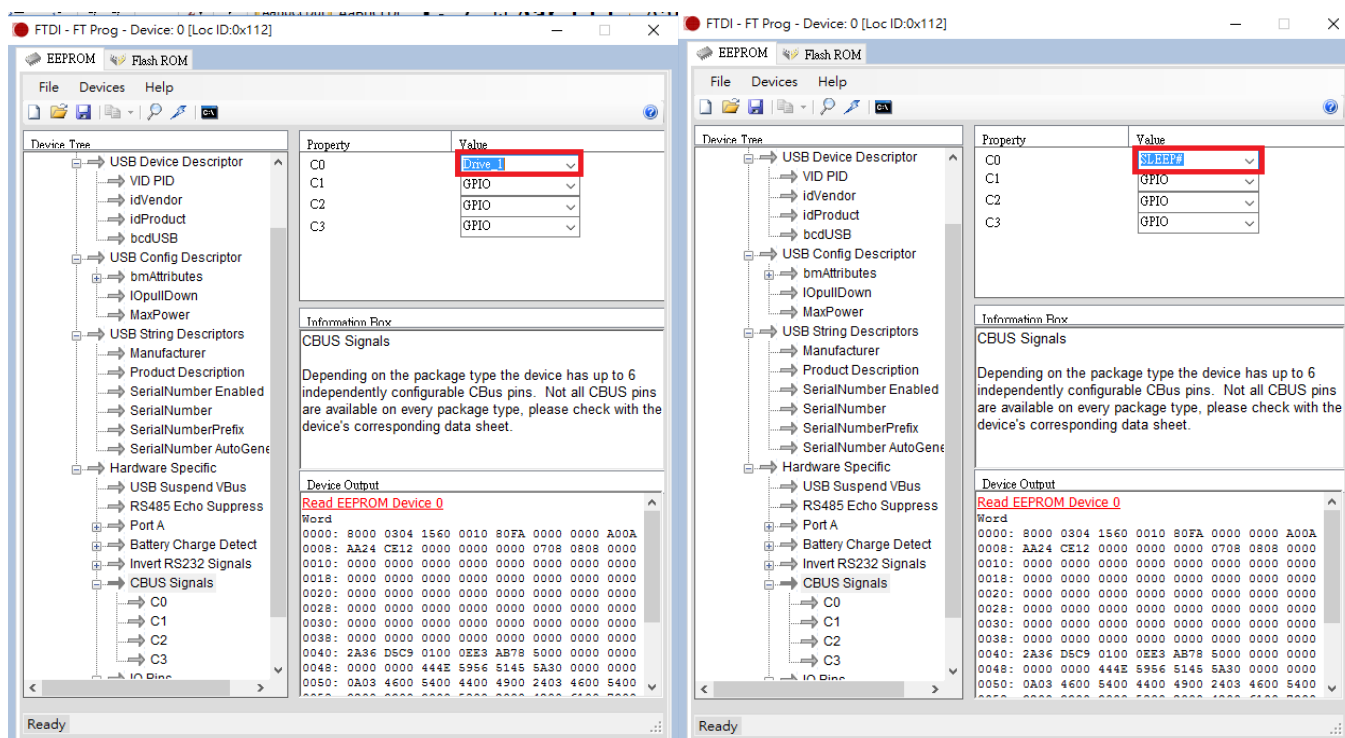 FTDI - FT Prog - Device: 0 [Loc ID:0x112]
EEPROM Flash ROM
File Devices Help
Device Tree
USB Device Descriptor
VID PID
idVendor
idProduct
bcdUSB
USB Config Descriptor
bmAttributes
IOpullDown
MaxPower
USB String Descriptors
Manufacturer
Product Description
SerialNumber Enabled
SerialNumber
SerialNumberPrefix
SerialNumber AutoGene
Hardware Specific
USB Suspend VBus
RS485 Echo Suppress
Port A
Battery Charge Detect
Invert RS232 Signals
CBUS Signals
C0
C1
C2
C3
IO Pins
Property Value
C0 Drive_1
C1 GPIO
C2 GPIO
C3 GPIO
Information Box
CBUS Signals
Depending on the package type the device has up to 6
independently configurable CBus pins. Not all CBUS pins
are available on every package type, please check with the
device's corresponding data sheet.
Device Output
Read EEPROM Device 0
Word
0000: 8000 0304 1560 0010 80FA 0000 0000 A00A
0008: AA24 CE12 0000 0000 0000 0708 0808 0000
0010: 0000 0000 0000 0000 0000 0000 0000 0000
0018: 0000 0000 0000 0000 0000 0000 0000 0000
0020: 0000 0000 0000 0000 0000 0000 0000 0000
0028: 0000 0000 0000 0000 0000 0000 0000 0000
0030: 0000 0000 0000 0000 0000 0000 0000 0000
0038: 0000 0000 0000 0000 0000 0000 0000 0000
0040: 2A36 D5C9 0100 0EE3 AB78 5000 0000 0000
0048: 0000 0000 444E 5956 5145 5A30 0000 0000
0050: 0A03 4600 5400 4400 4900 2403 4600 5400
Ready
FTDI - FT Prog - Device: 0 [Loc ID:0x112]
EEPROM Flash ROM
File Devices Help
Device Tree
USB Device Descriptor
VID PID
idVendor
idProduct
bcdUSB
USB Config Descriptor
bmAttributes
IOpullDown
MaxPower
USB String Descriptors
Manufacturer
Product Description
SerialNumber Enabled
SerialNumber
SerialNumberPrefix
SerialNumber AutoGene
Hardware Specific
USB Suspend VBus
RS485 Echo Suppress
Port A
Battery Charge Detect
Invert RS232 Signals
CBUS Signals
C0
C1
C2
C3
IO Pins
Property Value
C0 SLEEP#
C1 GPIO
C2 GPIO
C3 GPIO
Information Box
CBUS Signals
Depending on the package type the device has up to 6
independently configurable CBus pins. Not all CBUS pins
are available on every package type, please check with the
device's corresponding data sheet.
Device Output
Read EEPROM Device 0
Word
0000: 8000 0304 1560 0010 80FA 0000 0000 A00A
0008: AA24 CE12 0000 0000 0000 0708 0808 0000
0010: 0000 0000 0000 0000 0000 0000 0000 0000
0018: 0000 0000 0000 0000 0000 0000 0000 0000
0020: 0000 0000 0000 0000 0000 0000 0000 0000
0028: 0000 0000 0000 0000 0000 0000 0000 0000
0030: 0000 0000 0000 0000 0000 0000 0000 0000
0038: 0000 0000 0000 0000 0000 0000 0000 0000
0040: 2A36 D5C9 0100 0EE3 AB78 5000 0000 0000
0048: 0000 0000 444E 5956 5145 5A30 0000 0000
0050: 0A03 4600 5400 4400 4900 2403 4600 5400
Ready